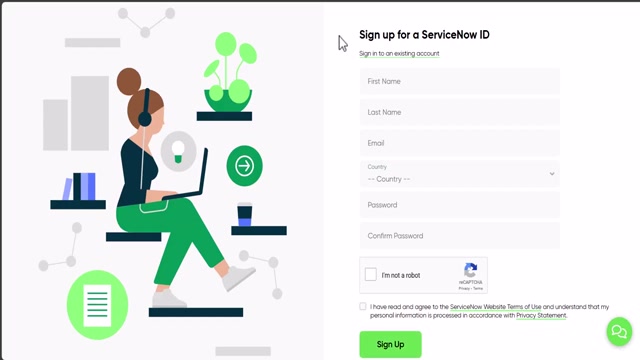 Sign up for a ServiceNow ID
Sign in to an existing account
First Name
Last Name
Email
Country
-- Country --
Password
Confirm Password
I'm not a robot
reCAPTCHA
Privacy - Terms
I have read and agree to the ServiceNow Website Terms of Use and understand that my
personal information is processed in accordance with Privacy Statement.
Sign Up